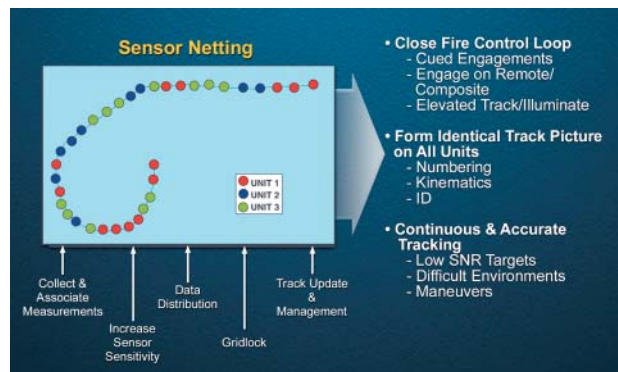 Sensor Netting
UNIT 1
UNIT 2
UNIT 3
Collect &
Associate
Measurements
Increase
Sensor
Sensitivity
Data
Distribution
Gridlock
Track Update
&
Management
• Close Fire Control Loop
- Cued Engagements
- Engage on Remote/
Composite
- Elevated Track/Illuminate
• Form Identical Track Picture
on All Units
- Numbering
- Kinematics
- ID
• Continuous & Accurate
Tracking
- Low SNR Targets
- Difficult Environments
- Maneuvers